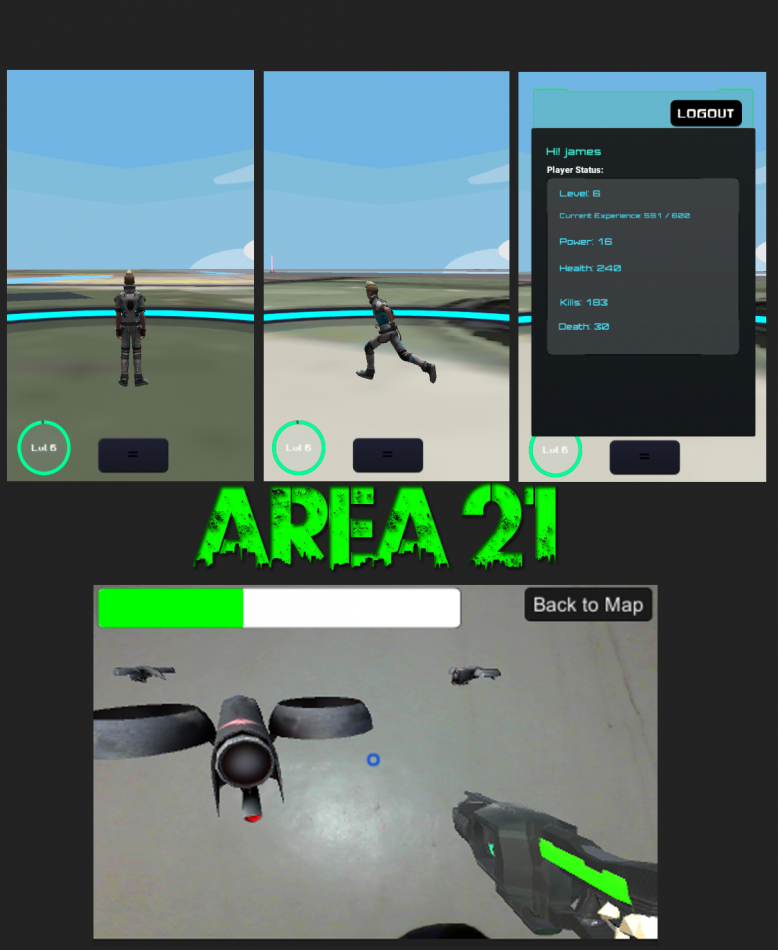 LOGOUT
Hi! james
Player Status:
Level: 6
Current Experience: 591 / 600
Power: 16
Health: 240
Kills: 193
Death: 30
Lvl 6
=
Lvl 6
=
Lvl 6
=
AREA 21
Back to Map